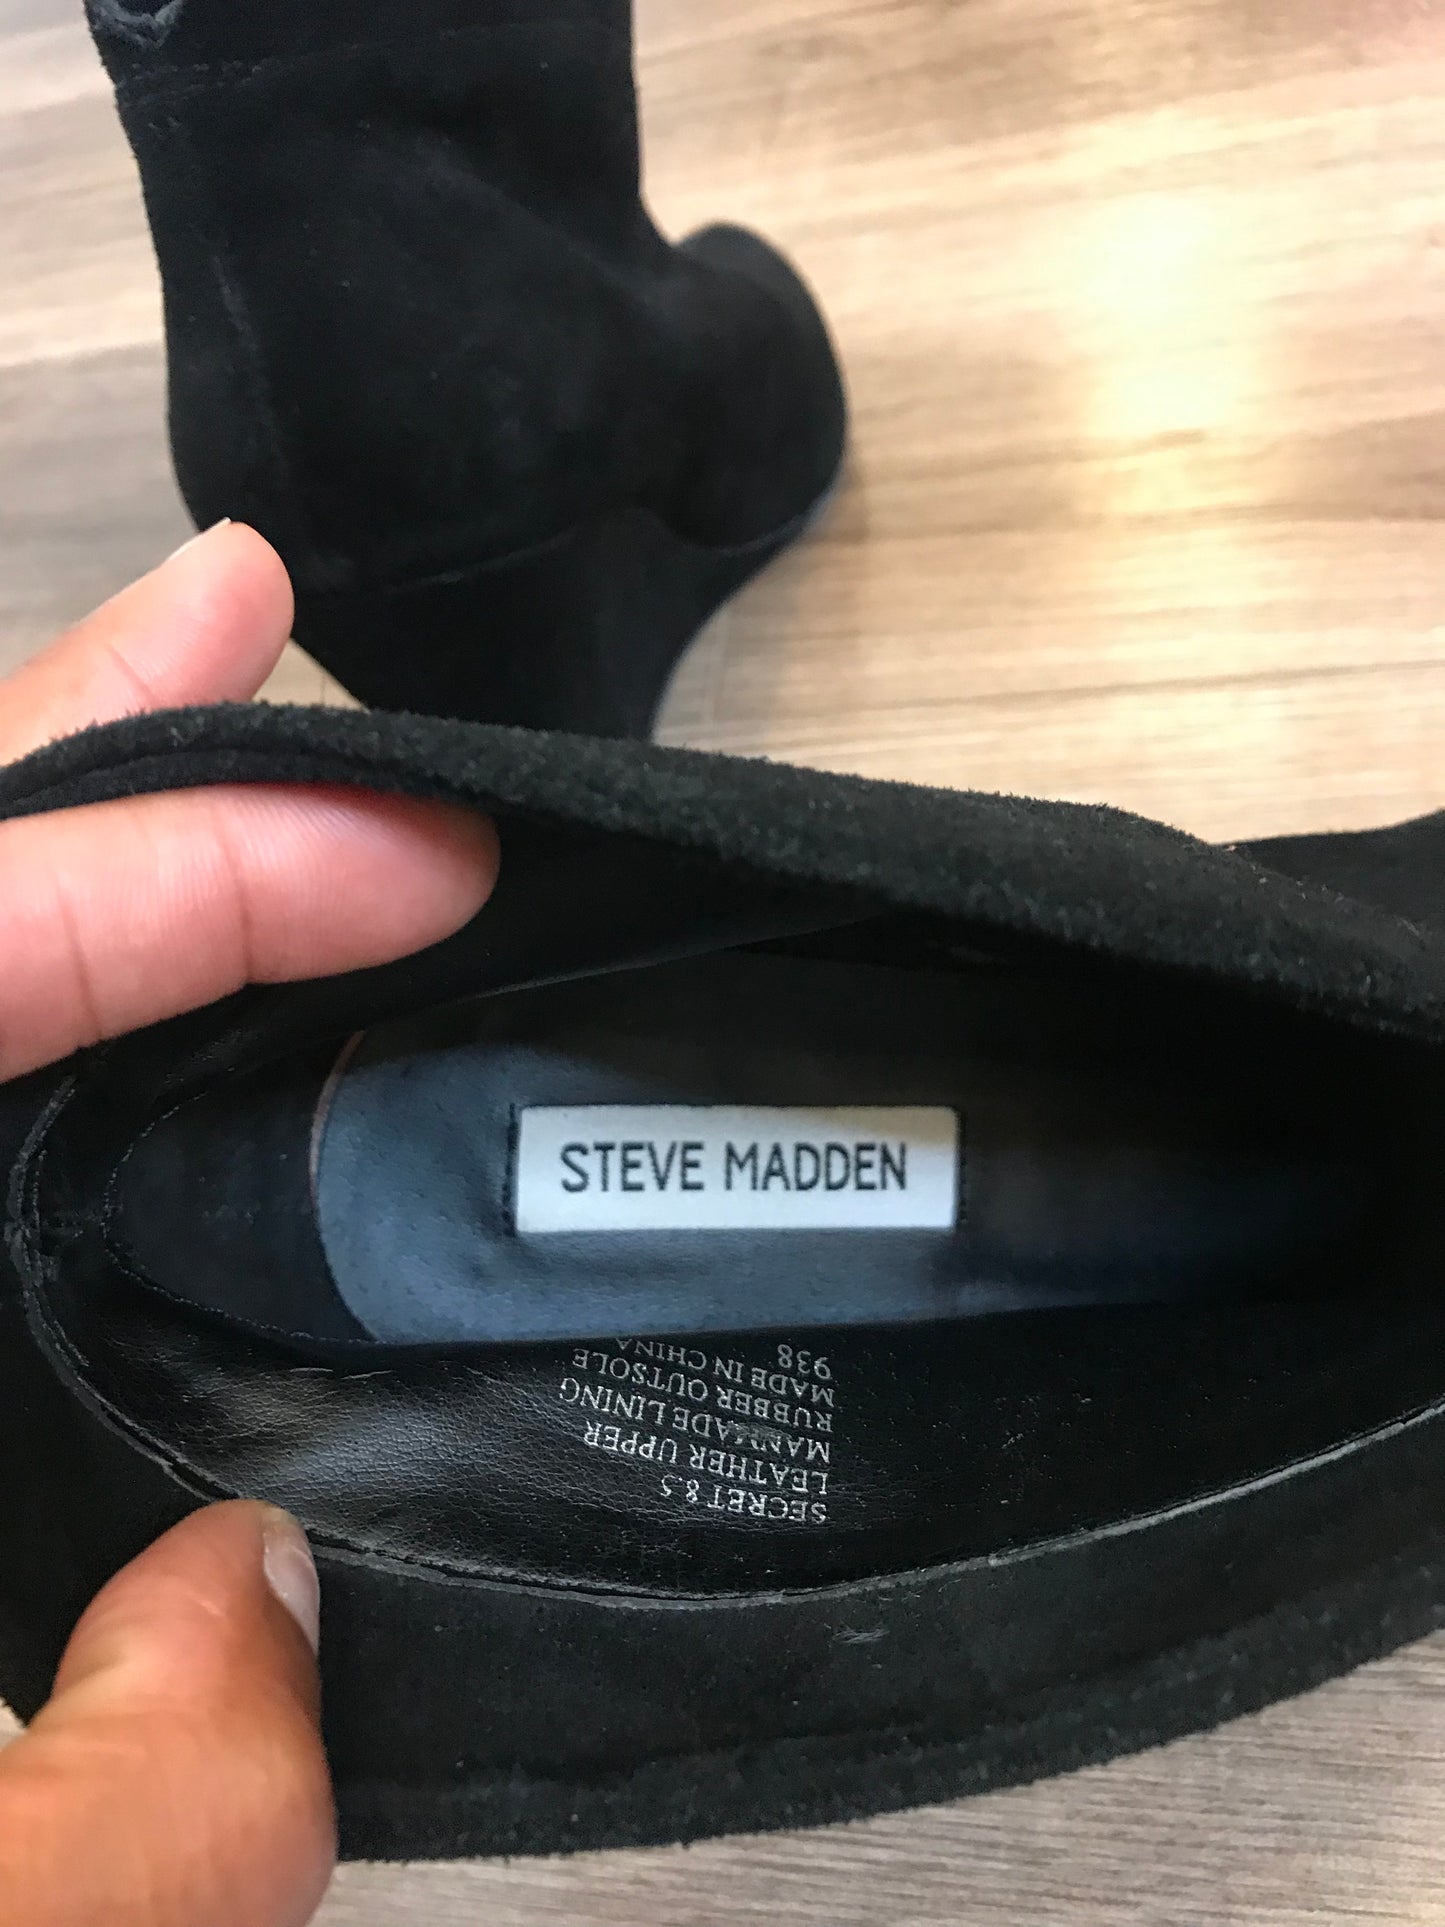 STEVE MADDEN
SECRET 8.5
LEATHER UPPER
MANMADE LINING
RUBBER OUTSOLE
MADE IN CHINA
938